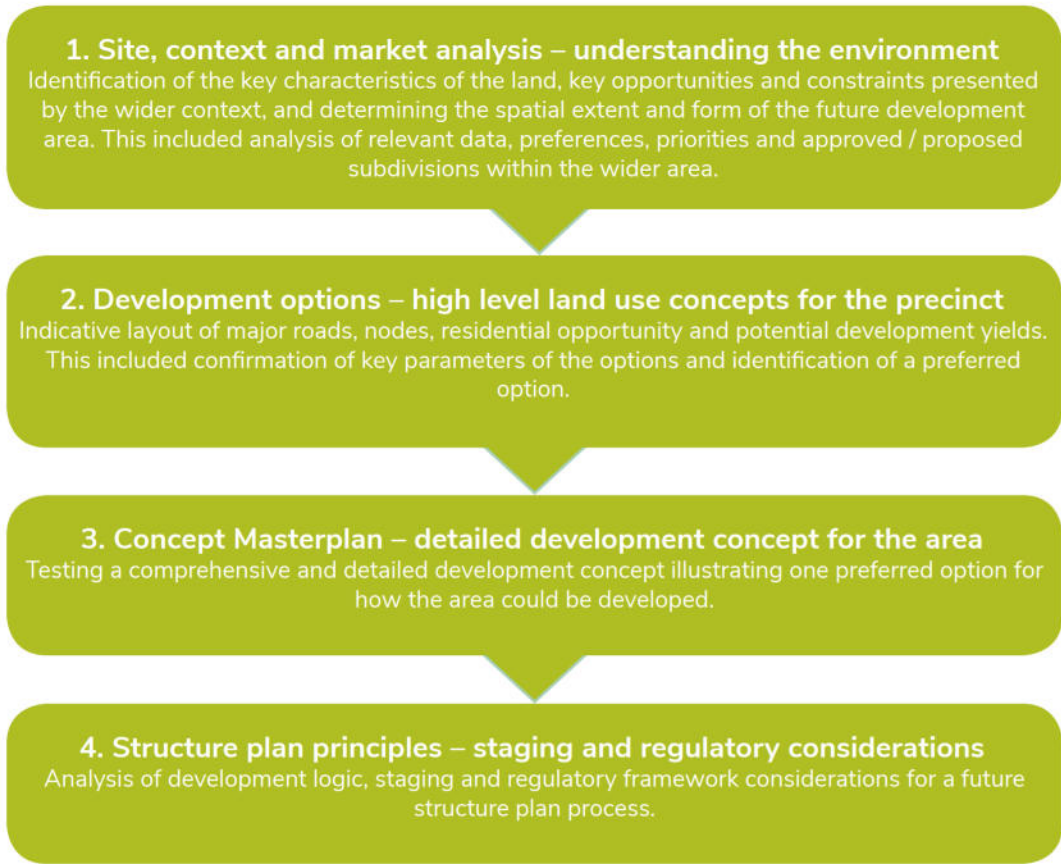 1. Site, context and market analysis – understanding the environment
Identification of the key characteristics of the land, key opportunities and constraints presented
by the wider context, and determining the spatial extent and form of the future development
area. This included analysis of relevant data, preferences, priorities and approved / proposed
subdivisions within the wider area.
2. Development options – high level land use concepts for the precinct
Indicative layout of major roads, nodes, residential opportunity and potential development yields.
This included confirmation of key parameters of the options and identification of a preferred
option.
3. Concept Masterplan – detailed development concept for the area
Testing a comprehensive and detailed development concept illustrating one preferred option for
how the area could be developed.
4. Structure plan principles – staging and regulatory considerations
Analysis of development logic, staging and regulatory framework considerations for a future
structure plan process.